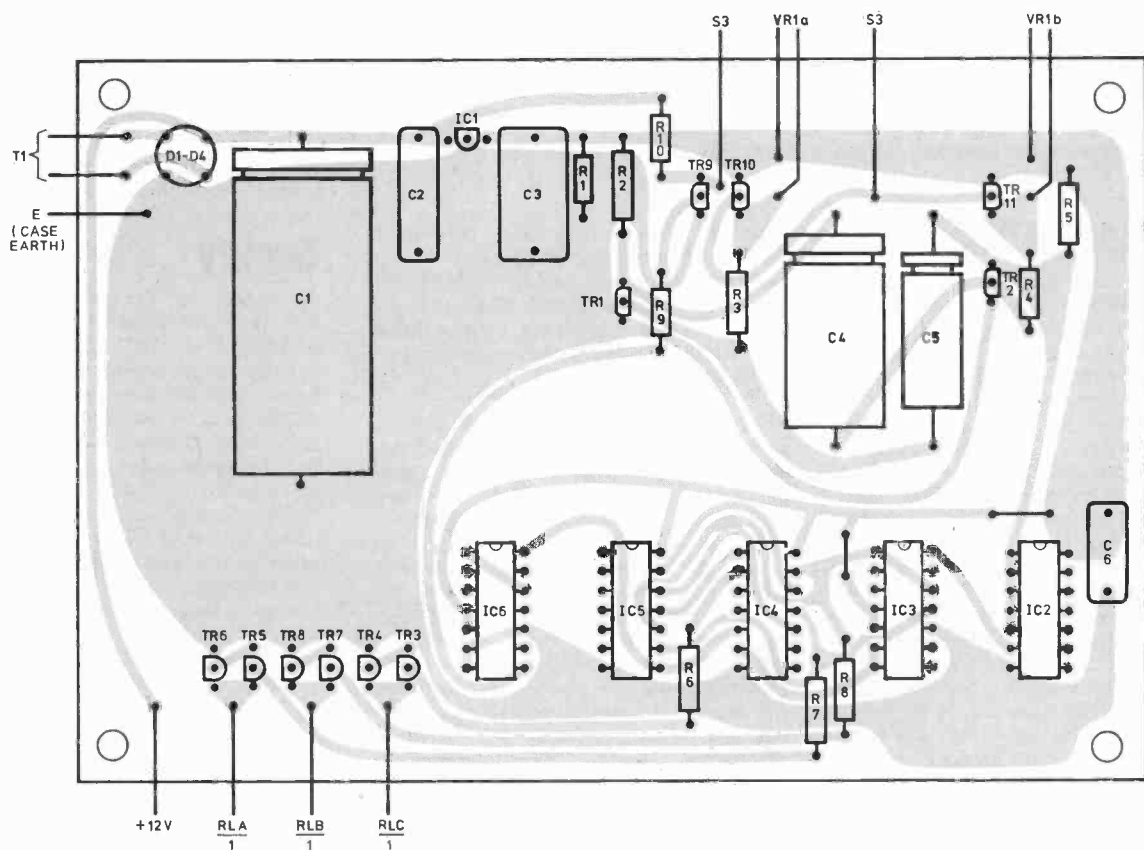 S3
VR1a
S3
VR1b
T1
D1-D4
IC1
C2
C3
R1
R2
R10
TR9
TR10
TR
11
R5
E
(CASE
EARTH)
C1
TR1
R9
R3
C4
C5
TR
2
R4
C
6
IC6
IC5
IC4
IC3
IC2
TR6
TR5
TR8
TR7
TR4
TR3
R6
R7
R8
+12V
RLA
1
RLB
1
RLC
1